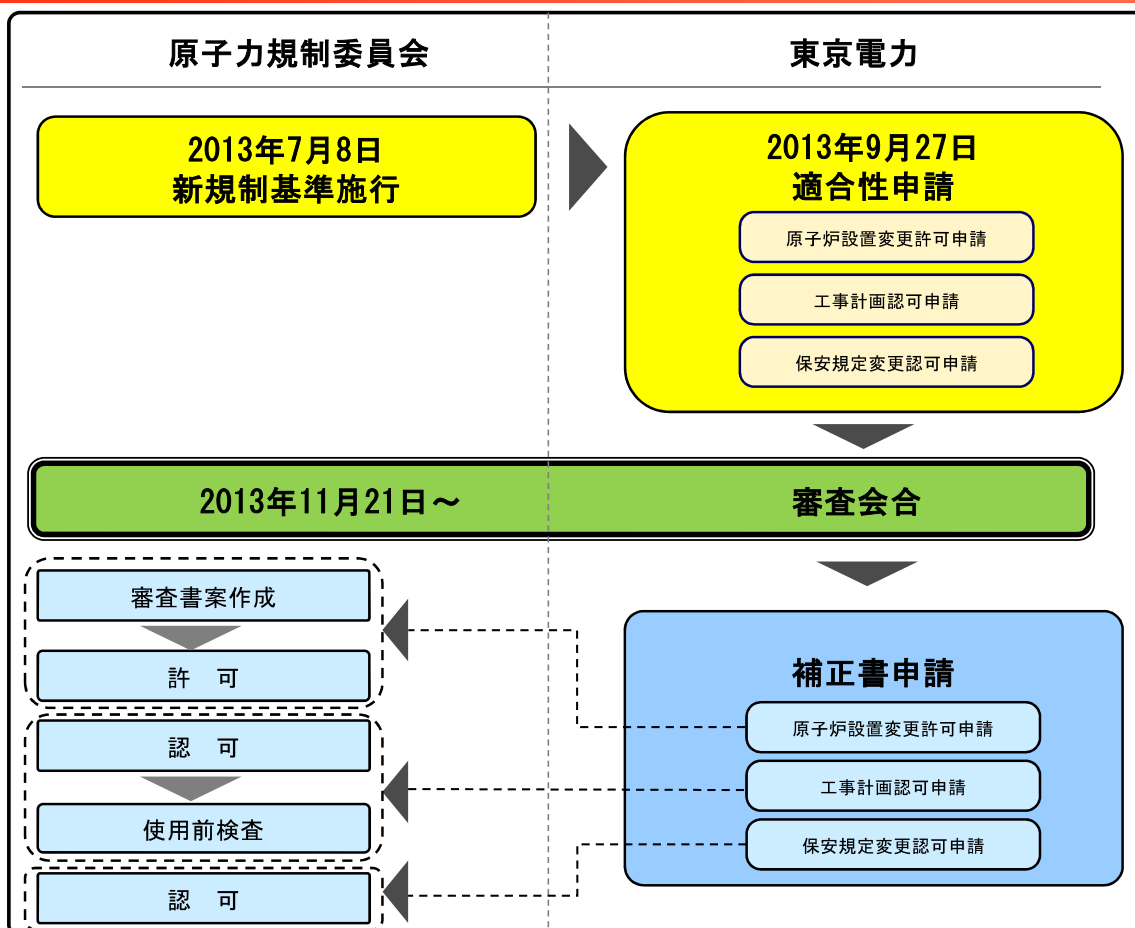 原子力規制委員会
東京電力
2013年7月8日
新規制基準施行
2013年9月27日
適合性申請
原子炉設置変更許可申請
工事計画認可申請
保安規定変更認可申請
2013年11月21日～
審査会合
審査書案作成
許　可
認　可
使用前検査
認　可
補正書申請
原子炉設置変更許可申請
工事計画認可申請
保安規定変更認可申請